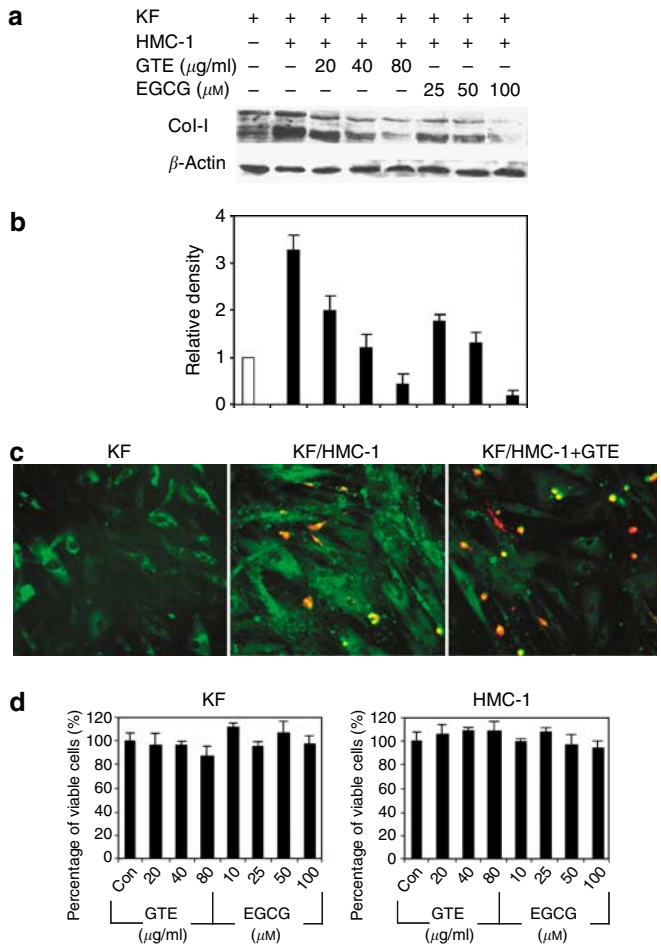 a
KF + + + + + + + +
HMC-1 – + + + + + + +
GTE (μg/ml) – – 20 40 80 – – –
EGCG (μM) – – – – – 25 50 100
Col-I
β-Actin
b
Relative density
4
3
2
1
0
c
KF KF/HMC-1 KF/HMC-1+GTE
d
KF
Percentage of viable cells (%)
120
100
80
60
40
20
0
Con 20 40 80 10 25 50 100
GTE EGCG
(μg/ml) (μM)
HMC-1
Percentage of viable cells (%)
120
100
80
60
40
20
0
Con 20 40 80 10 25 50 100
GTE EGCG
(μg/ml) (μM)